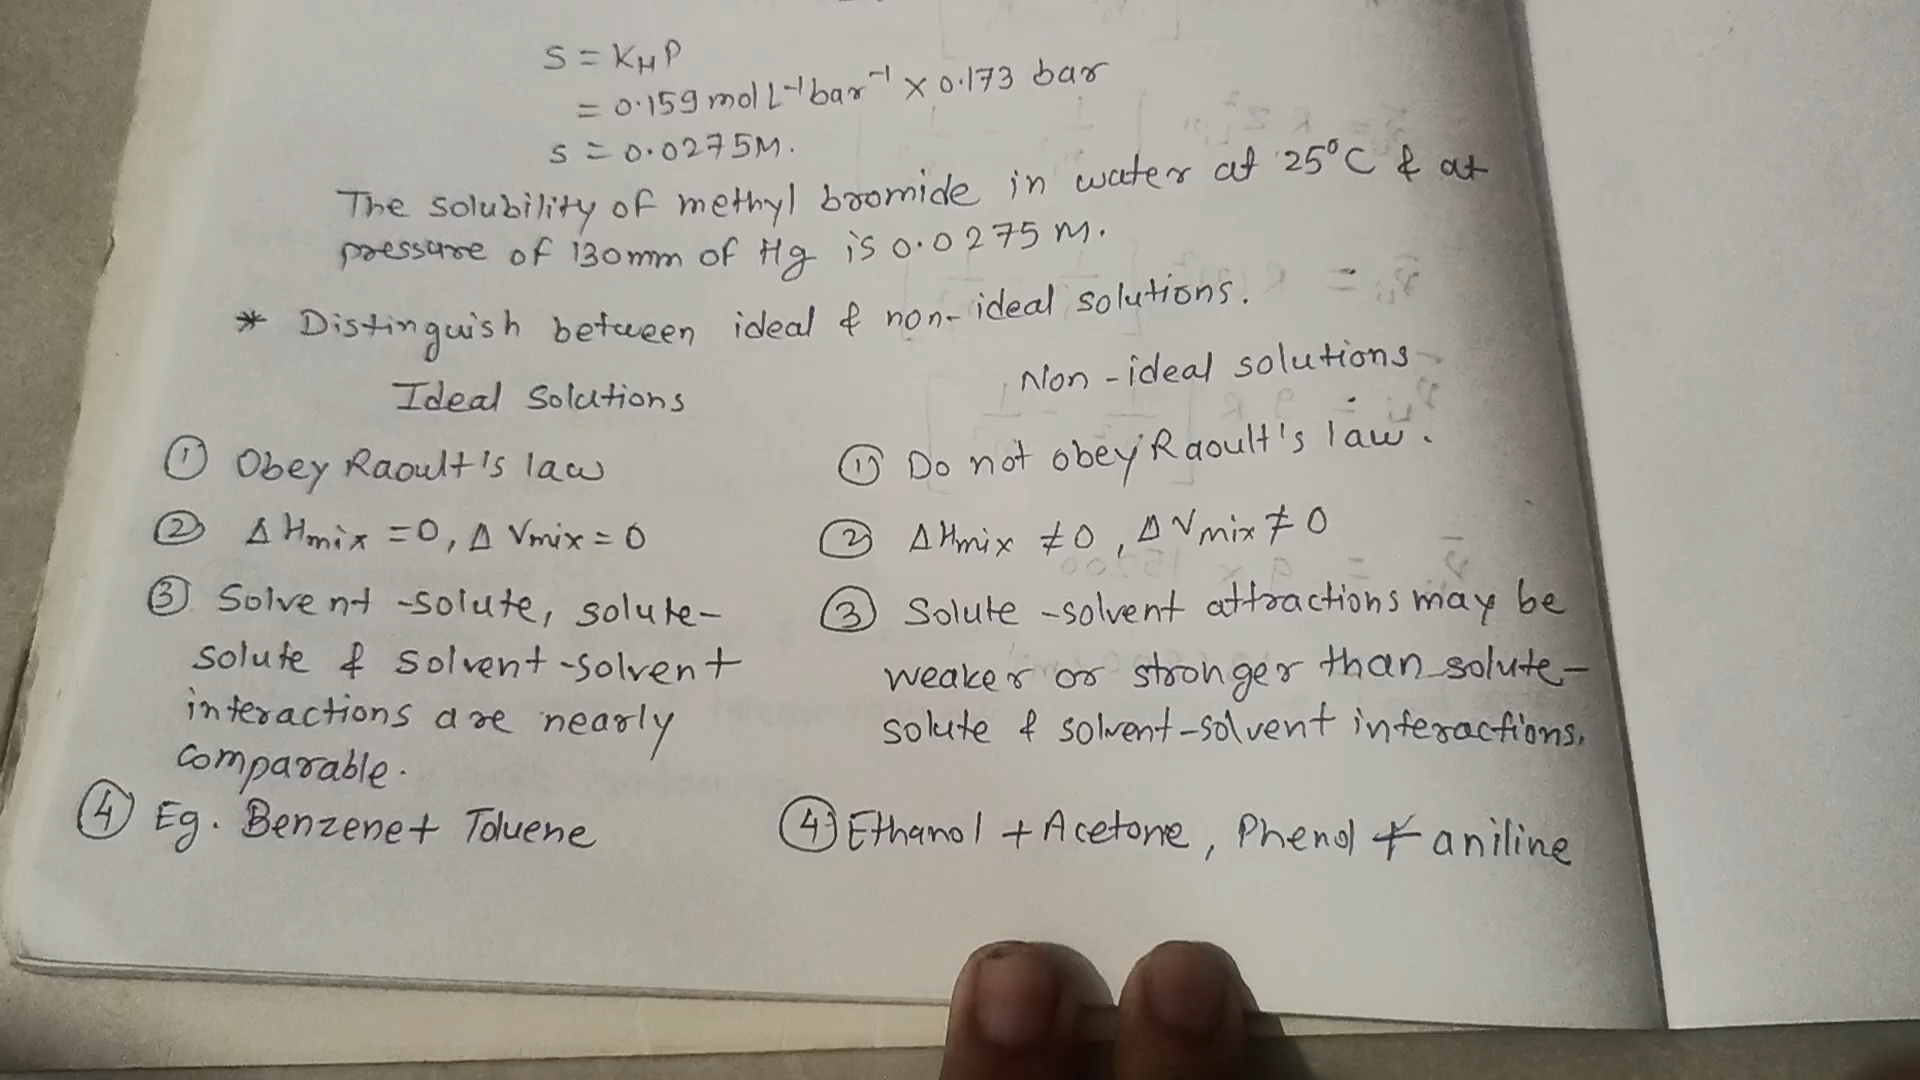 S = KHP
= 0.159 mol L⁻¹ bar⁻¹ × 0.173 bar
S = 0.0275M.
The solubility of methyl bromide in water at 25°C & at
pressure of 130mm of Hg is 0.0275 M.
* Distinguish between ideal & non-ideal solutions.
Ideal Solutions
Non-ideal solutions
① Obey Raoult's law
① Do not obey Raoult's law.
② ΔHmix = 0, ΔVmix = 0
② ΔHmix ≠ 0, ΔVmix ≠ 0
③ Solvent-solute, solute-
solute & solvent-solvent
interactions are nearly
comparable.
③ Solute-solvent attractions may be
weaker or stronger than solute-
solute & solvent-solvent interactions.
④ Eg. Benzene + Toluene
④ Ethanol + Acetone, Phenol + aniline